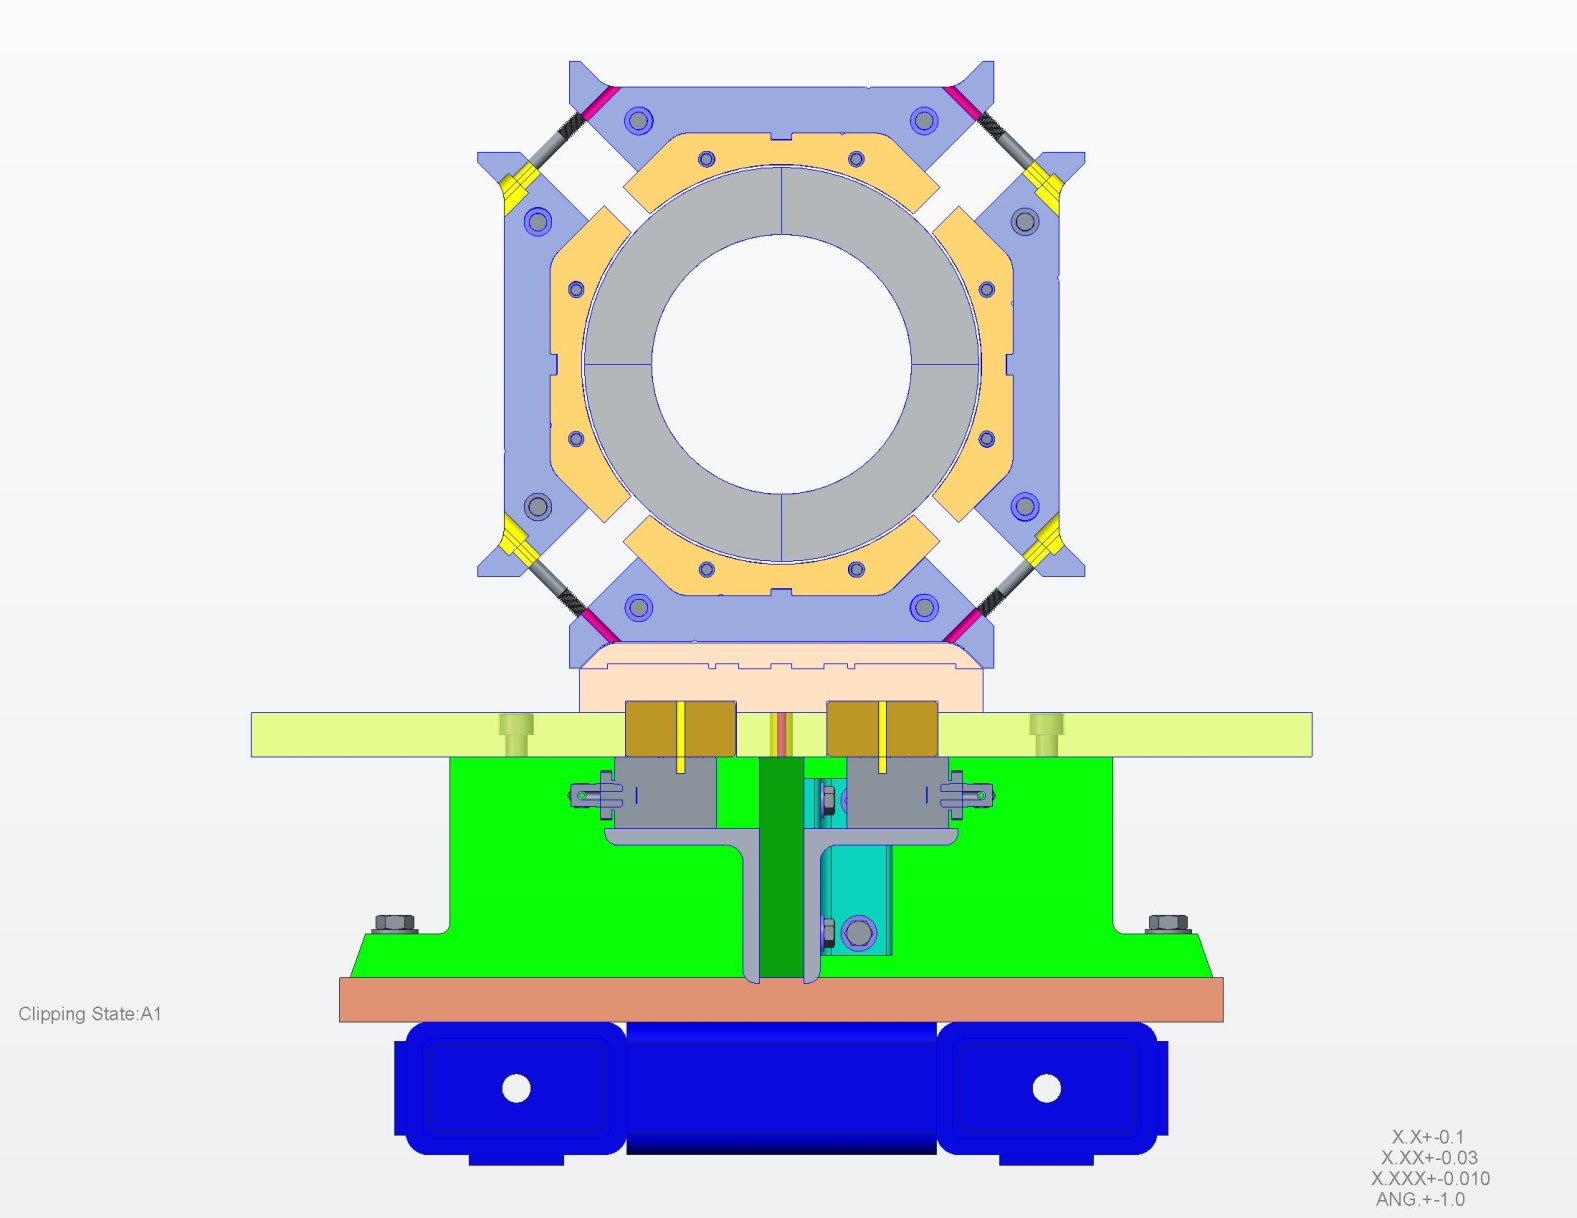 Clipping State:A1
X.X+-0.1
X.XX+-0.03
X.XXX+-0.010
ANG.+-1.0